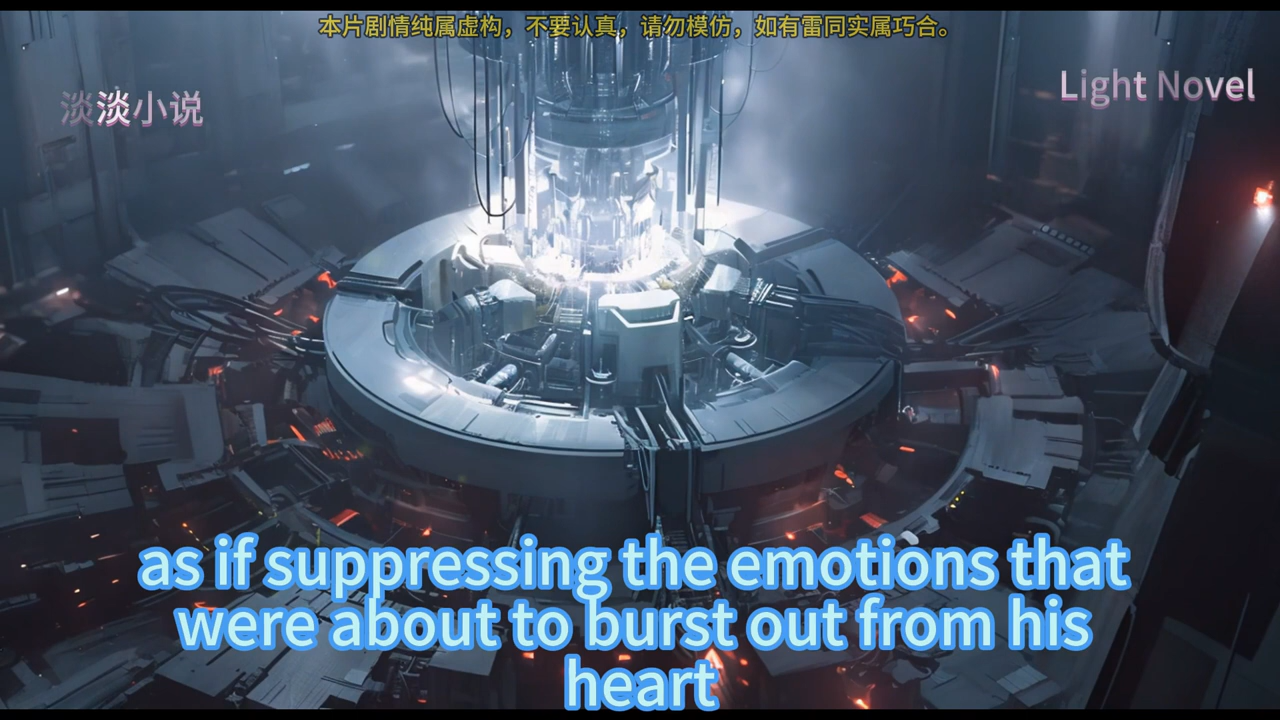 本片剧情纯属虚构，不要认真，请勿模仿，如有雷同实属巧合。
淡淡小说
Light Novel
as if suppressing the emotions that
were about to burst out from his
heart